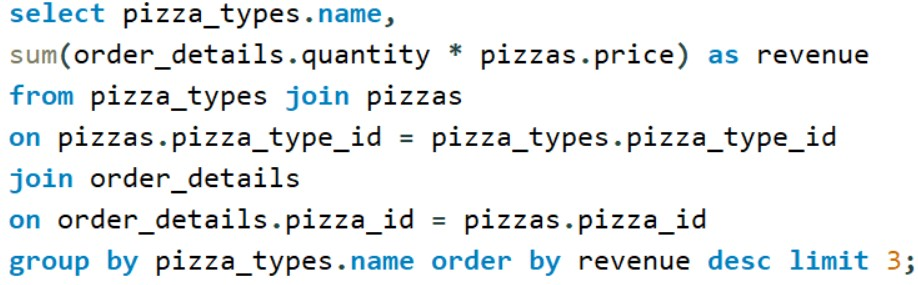 select pizza_types.name,
sum(order_details.quantity * pizzas.price) as revenue
from pizza_types join pizzas
on pizzas.pizza_type_id = pizza_types.pizza_type_id
join order_details
on order_details.pizza_id = pizzas.pizza_id
group by pizza_types.name order by revenue desc limit 3;